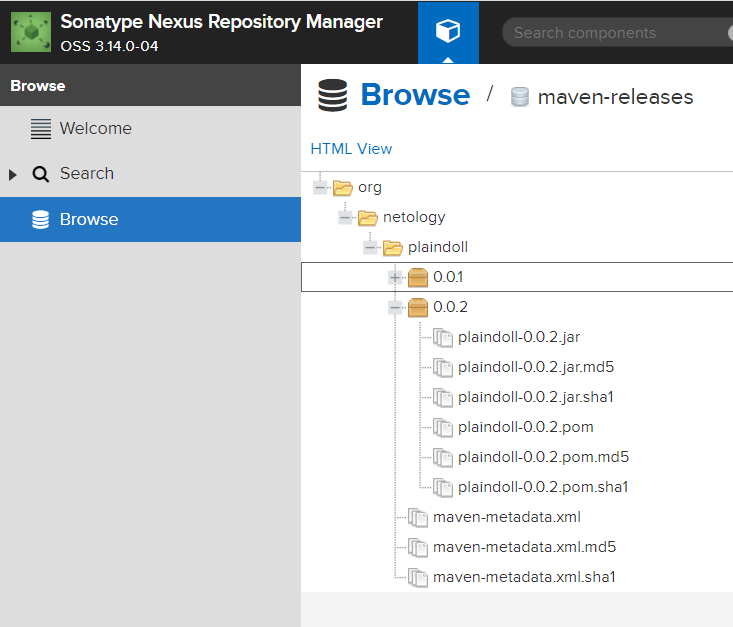 Sonatype Nexus Repository Manager
OSS 3.14.0-04
Search components
Browse
Welcome
Search
Browse
Browse / maven-releases
HTML View
org
netology
plaindoll
0.0.1
0.0.2
plaindoll-0.0.2.jar
plaindoll-0.0.2.jar.md5
plaindoll-0.0.2.jar.sha1
plaindoll-0.0.2.pom
plaindoll-0.0.2.pom.md5
plaindoll-0.0.2.pom.sha1
maven-metadata.xml
maven-metadata.xml.md5
maven-metadata.xml.sha1